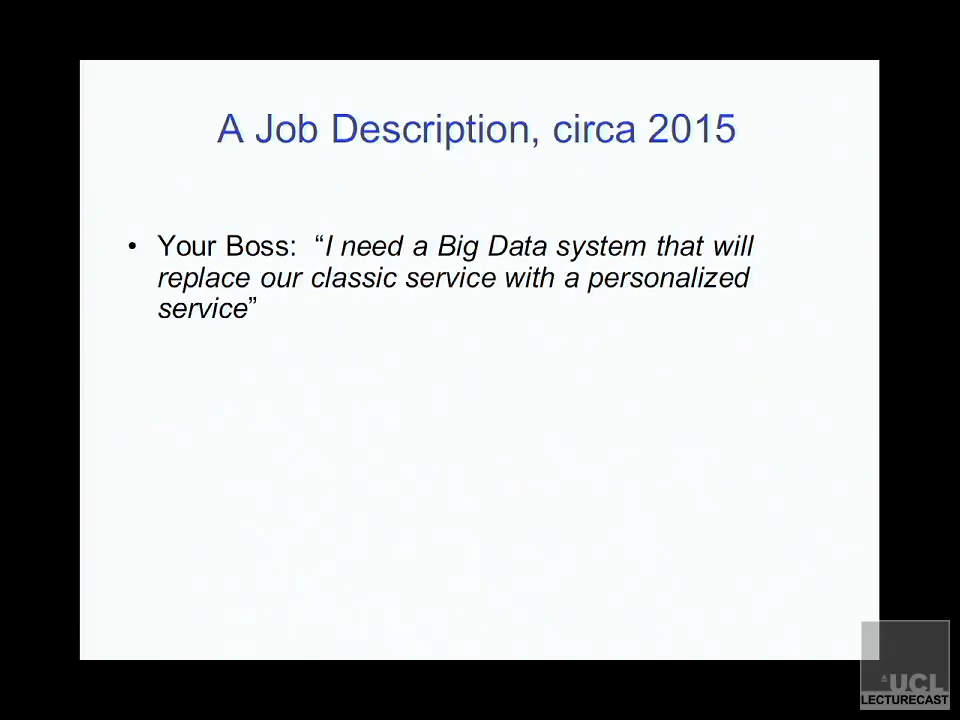 A Job Description, circa 2015
• Your Boss: “I need a Big Data system that will
replace our classic service with a personalized
service”
UCL
LECTURECAST